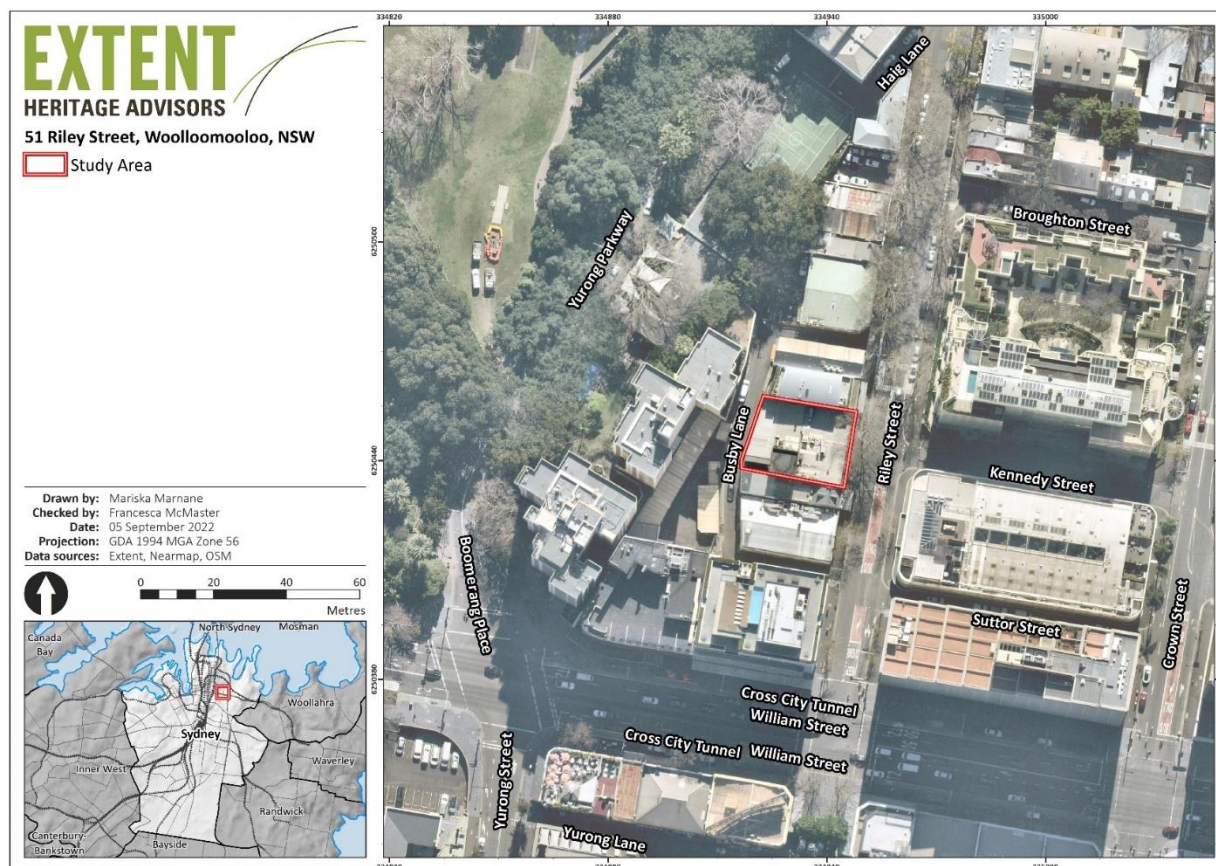 EXTENT
HERITAGE ADVISORS
51 Riley Street, Woolloomooloo, NSW
Study Area
Drawn by: Mariska Marnane
Checked by: Francesca McMaster
Date: 05 September 2022
Projection: GDA 1994 MGA Zone 56
Data sources: Extent, Nearmap, OSM
0 20 40 60
Metres
Canada
Bay
North Sydney
Mosman
Woollahra
Sydney
Inner West
Waverley
Randwick
Canterbury-
Bankstown
Bayside
334820
334880
334940
335000
6250500
6250440
6250380
Haig Lane
Broughton Street
Yurong Parkway
Busby Lane
Riley Street
Kennedy Street
Boomerang Place
Suttor Street
Crown Street
Cross City Tunnel
William Street
Cross City Tunnel William Street
Yurong Street
Yurong Lane